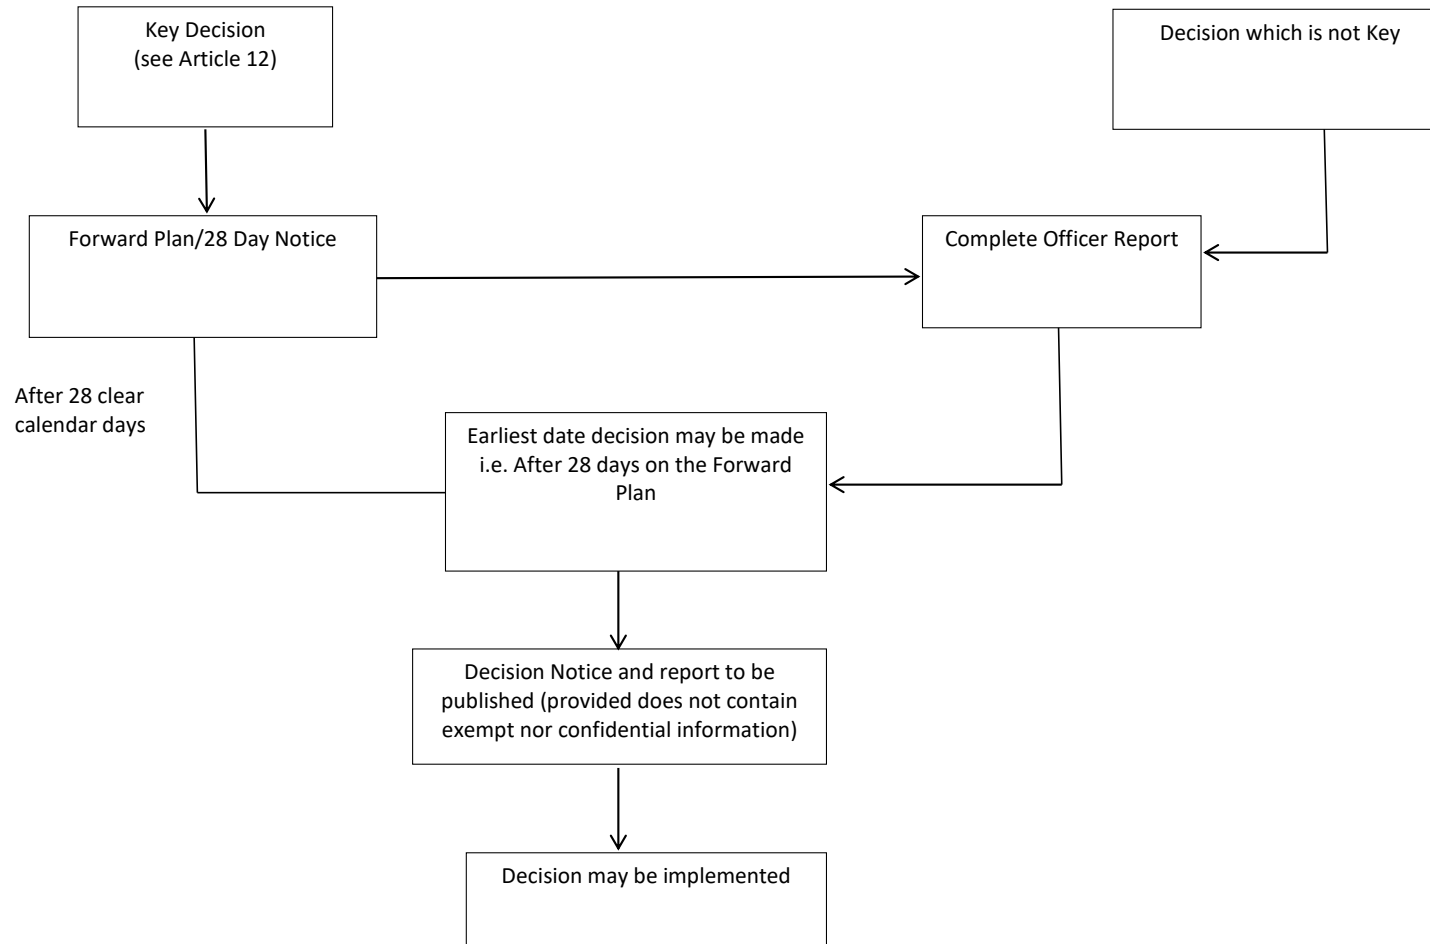 Key Decision
(see Article 12)
Decision which is not Key
Forward Plan/28 Day Notice
Complete Officer Report
After 28 clear
calendar days
Earliest date decision may be made
i.e. After 28 days on the Forward
Plan
Decision Notice and report to be
published (provided does not contain
exempt nor confidential information)
Decision may be implemented